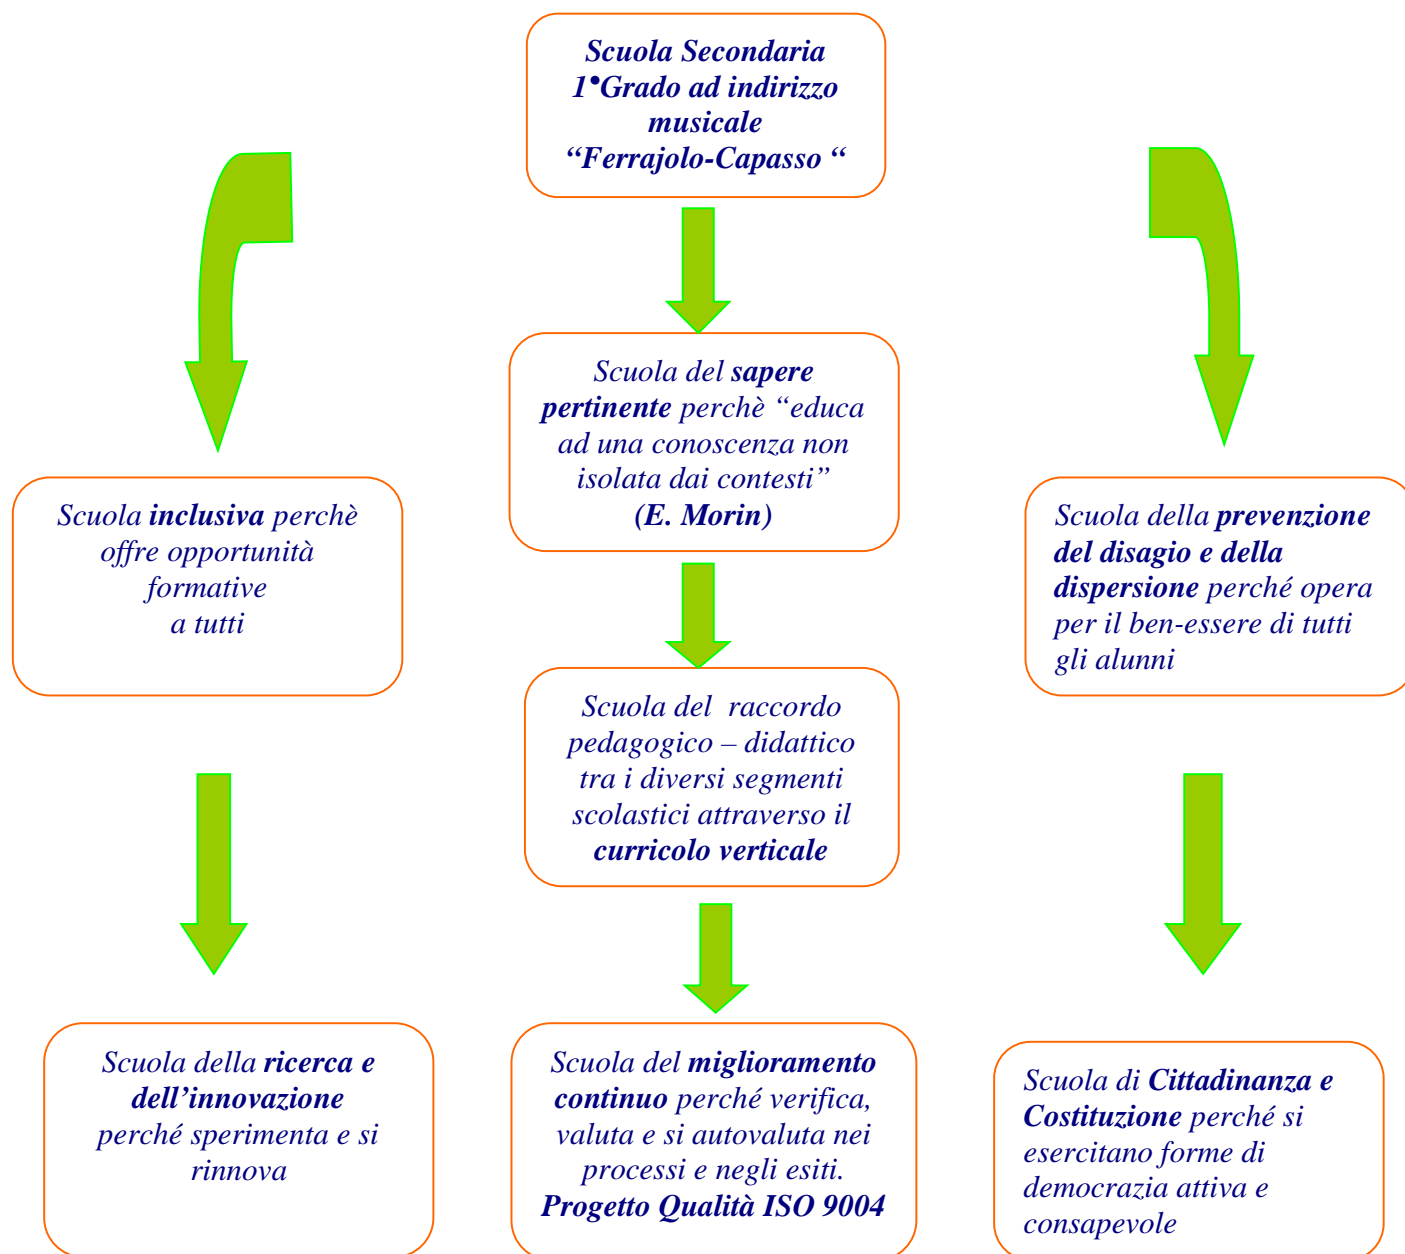 Scuola Secondaria
1°Grado ad indirizzo
musicale
“Ferrajolo-Capasso “
Scuola del sapere
pertinente perchè “educa
ad una conoscenza non
isolata dai contesti”
(E. Morin)
Scuola inclusiva perchè
offre opportunità
formative
a tutti
Scuola della prevenzione
del disagio e della
dispersione perché opera
per il ben-essere di tutti
gli alunni
Scuola del raccordo
pedagogico – didattico
tra i diversi segmenti
scolastici attraverso il
curricolo verticale
Scuola della ricerca e
dell’innovazione
perché sperimenta e si
rinnova
Scuola del miglioramento
continuo perché verifica,
valuta e si autovaluta nei
processi e negli esiti.
Progetto Qualità ISO 9004
Scuola di Cittadinanza e
Costituzione perché si
esercitano forme di
democrazia attiva e
consapevole